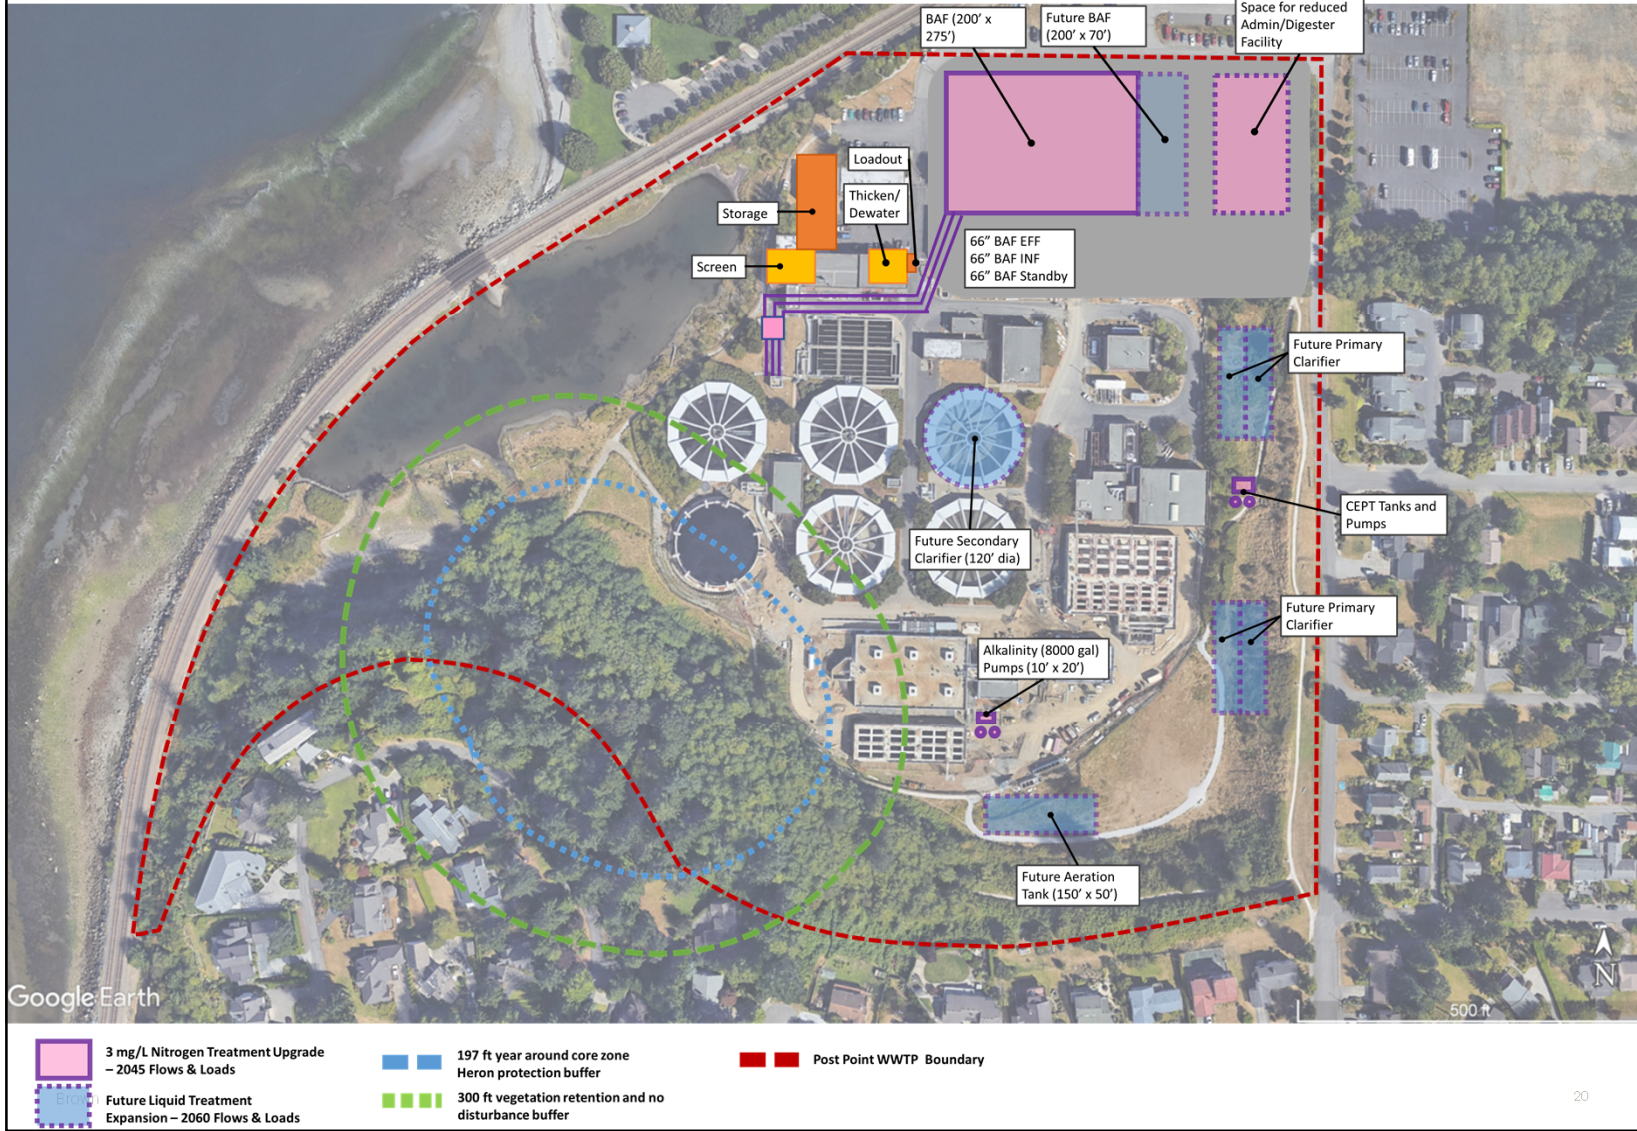 BAF (200’ x
275’)
Future BAF
(200’ x 70’)
Space for reduced
Admin/Digester
Facility
Loadout
Thicken/
Dewater
Storage
Screen
66” BAF EFF
66” BAF INF
66” BAF Standby
Future Primary
Clarifier
CEPT Tanks and
Pumps
Future Secondary
Clarifier (120’ dia)
Future Primary
Clarifier
Alkalinity (8000 gal)
Pumps (10’ x 20’)
Future Aeration
Tank (150’ x 50’)
N
Google Earth
500 ft
3 mg/L Nitrogen Treatment Upgrade
– 2045 Flows & Loads
Future Liquid Treatment
Expansion – 2060 Flows & Loads
197 ft year around core zone
Heron protection buffer
300 ft vegetation retention and no
disturbance buffer
Post Point WWTP Boundary
20